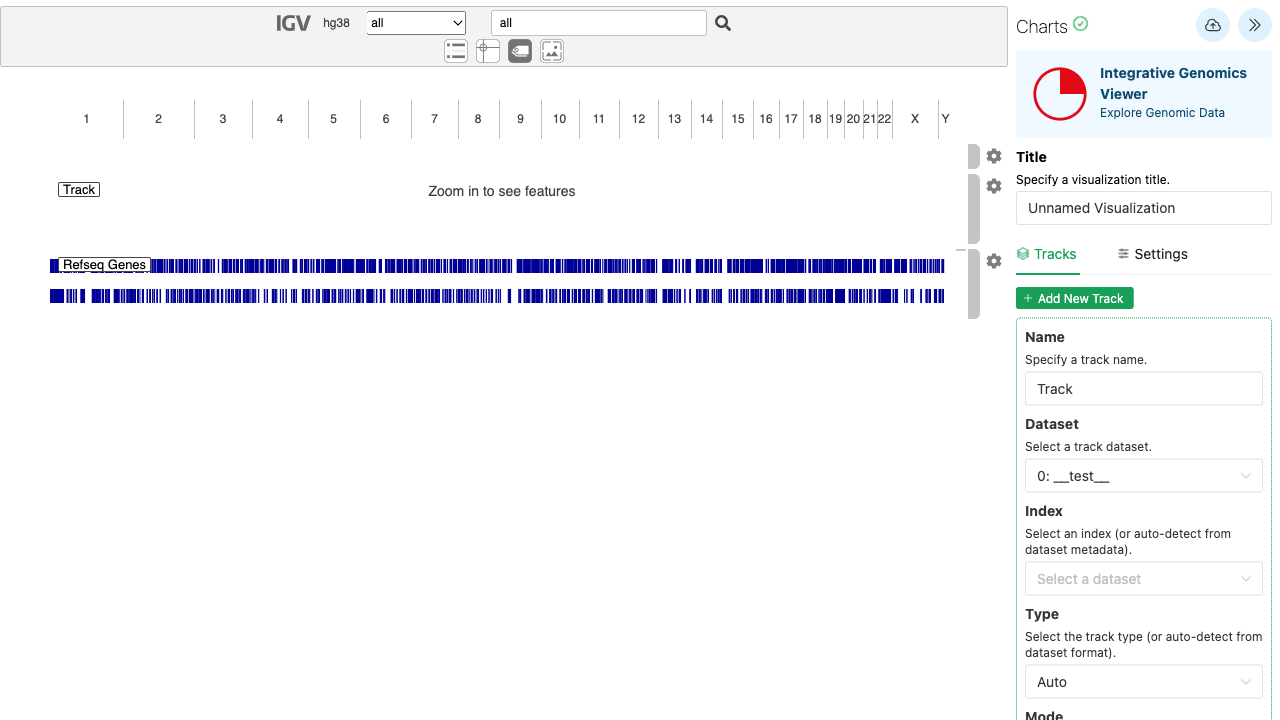 IGV hg38 all all
1 2 3 4 5 6 7 8 9 10 11 12 13 14 15 16 17 18 19 20 21 22 X Y
Track
Zoom in to see features
Refseq Genes
Charts
Integrative Genomics
Viewer
Explore Genomic Data
Title
Specify a visualization title.
Unnamed Visualization
Tracks Settings
+ Add New Track
Name
Specify a track name.
Track
Dataset
Select a track dataset.
0: __test__
Index
Select an index (or auto-detect from
dataset metadata).
Select a dataset
Type
Select the track type (or auto-detect from
dataset format).
Auto
Mode